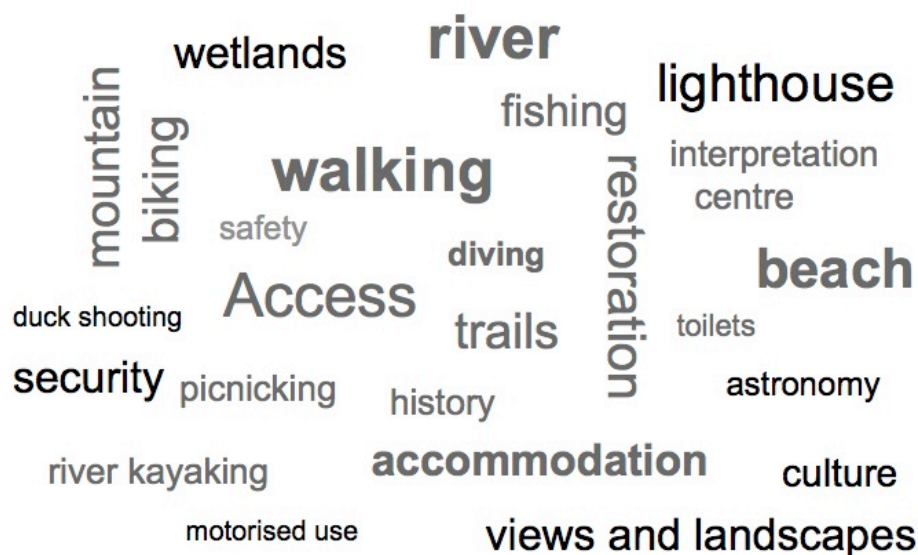 river
wetlands
lighthouse
fishing
mountain
biking
walking
interpretation
centre
restoration
safety
diving
beach
Access
duck shooting
trails
toilets
security
picnicking
history
astronomy
river kayaking
accommodation
culture
motorised use
views and landscapes